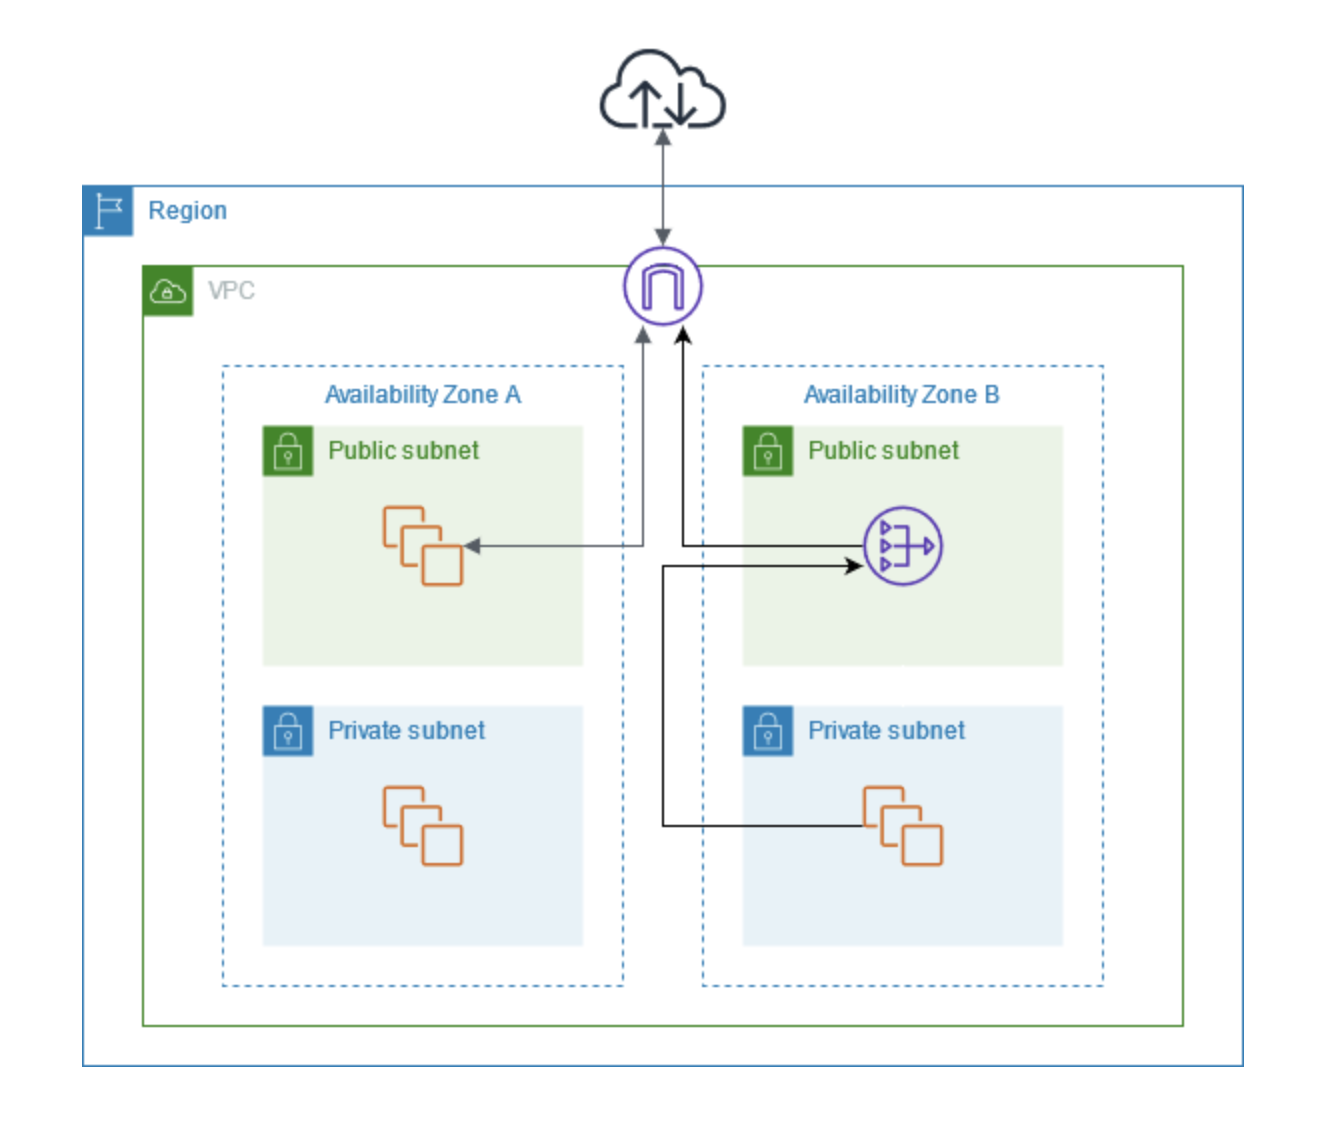 Region
VPC
Availability Zone A
Public subnet
Private subnet
Availability Zone B
Public subnet
Private subnet